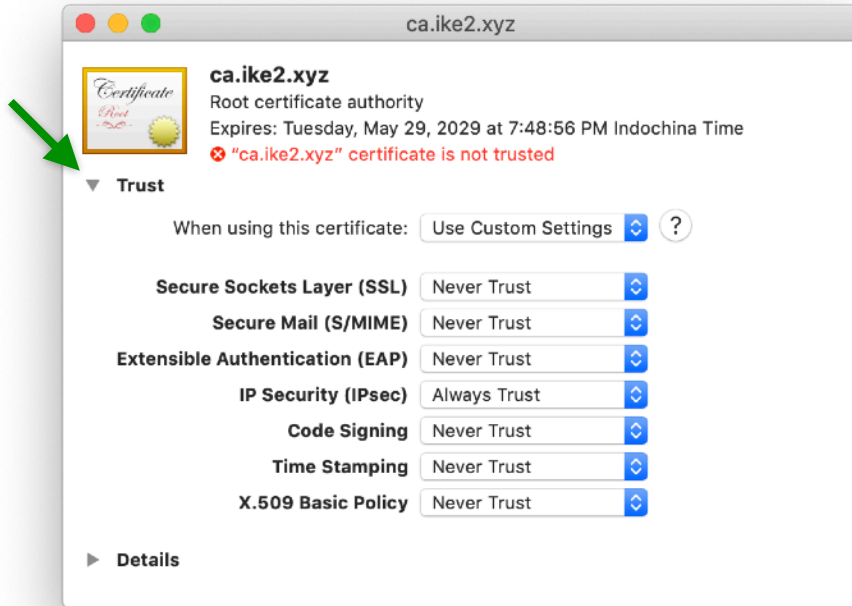 ca.ike2.xyz
Certificate
Root
ca.ike2.xyz
Root certificate authority
Expires: Tuesday, May 29, 2029 at 7:48:56 PM Indochina Time
“ca.ike2.xyz” certificate is not trusted
Trust
When using this certificate: Use Custom Settings ?
Secure Sockets Layer (SSL) Never Trust
Secure Mail (S/MIME) Never Trust
Extensible Authentication (EAP) Never Trust
IP Security (IPsec) Always Trust
Code Signing Never Trust
Time Stamping Never Trust
X.509 Basic Policy Never Trust
Details